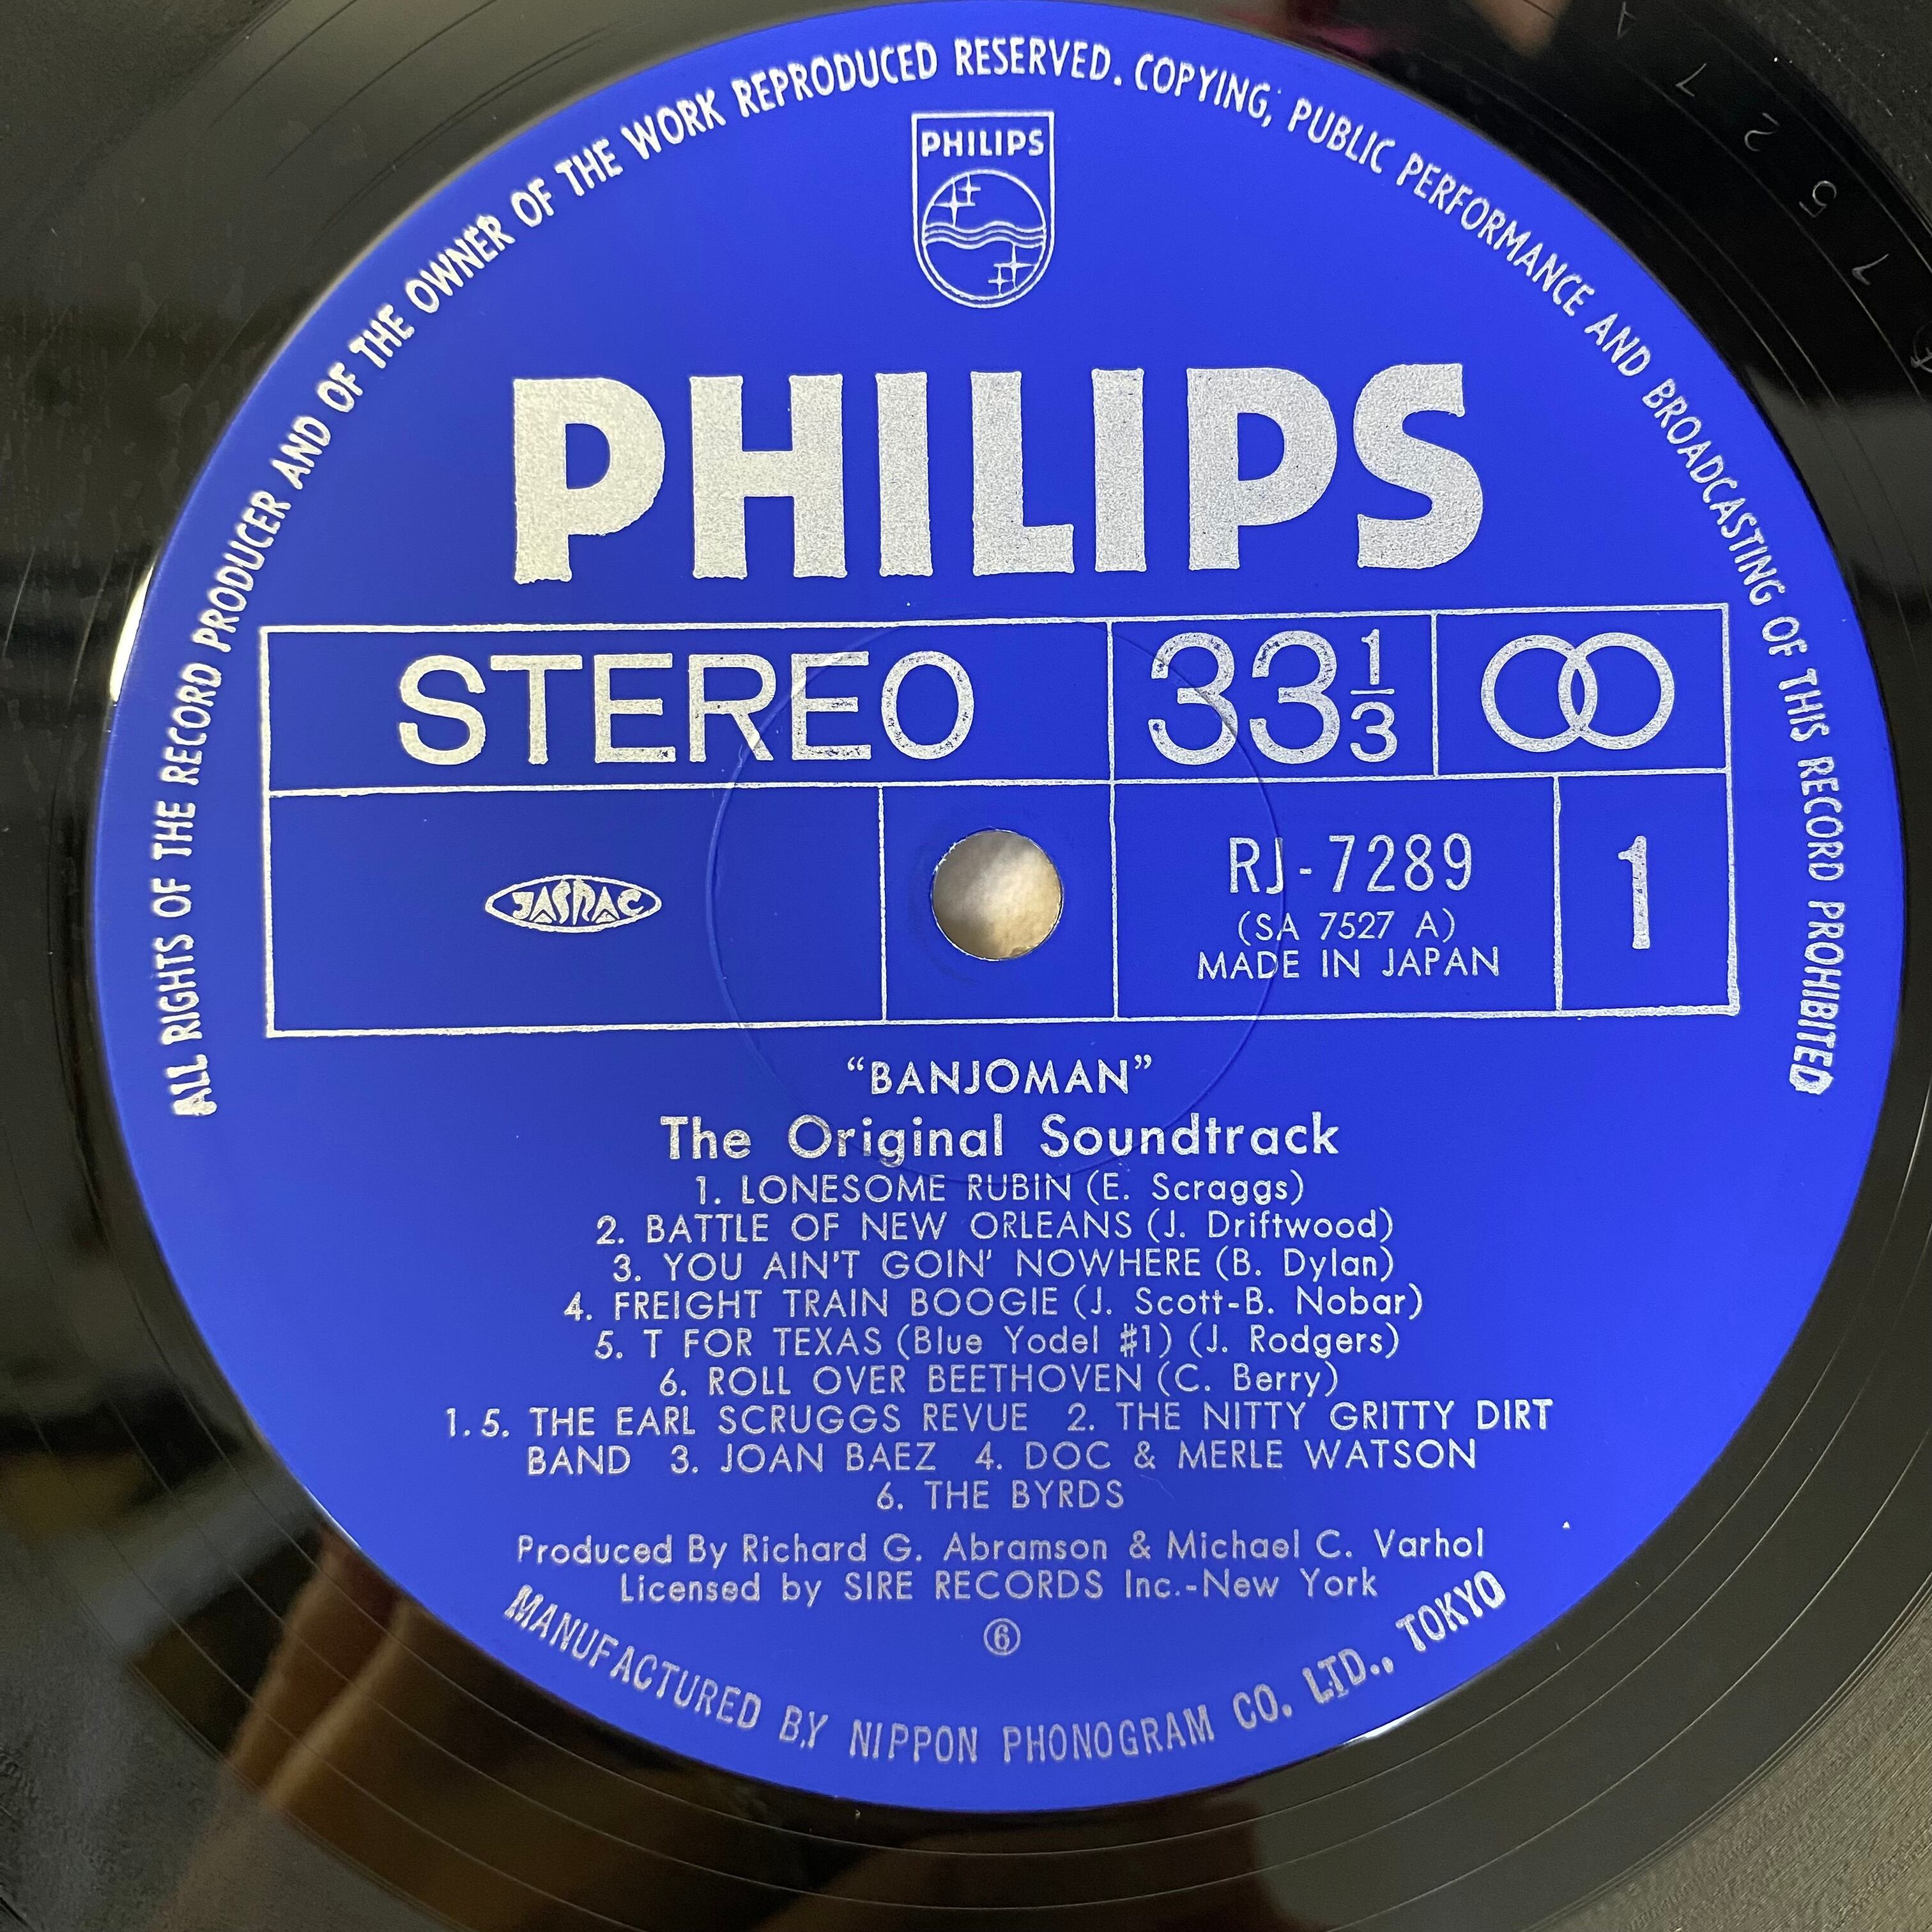 ALL RIGHTS OF THE RECORD PRODUCER AND OF THE OWNER OF THE WORK REPRODUCED RESERVED. COPYING, PUBLIC PERFORMANCE AND BROADCASTING OF THIS RECORD PROHIBITED
PHILIPS
PHILIPS
STEREO 33 1/3
JASRAC
RJ-7289
(SA 7527 A)
MADE IN JAPAN
1
“BANJOMAN”
The Original Soundtrack
1. LONESOME RUBIN (E. Scraggs)
2. BATTLE OF NEW ORLEANS (J. Driftwood)
3. YOU AIN'T GOIN' NOWHERE (B. Dylan)
4. FREIGHT TRAIN BOOGIE (J. Scott-B. Nobar)
5. T FOR TEXAS (Blue Yodel #1) (J. Rodgers)
6. ROLL OVER BEETHOVEN (C. Berry)
1.5. THE EARL SCRUGGS REVUE 2. THE NITTY GRITTY DIRT
BAND 3. JOAN BAEZ 4. DOC & MERLE WATSON
6. THE BYRDS
Produced By Richard G. Abramson & Michael C. Varhol
Licensed by SIRE RECORDS Inc.-New York
⑥
MANUFACTURED BY NIPPON PHONOGRAM CO. LTD., TOKYO